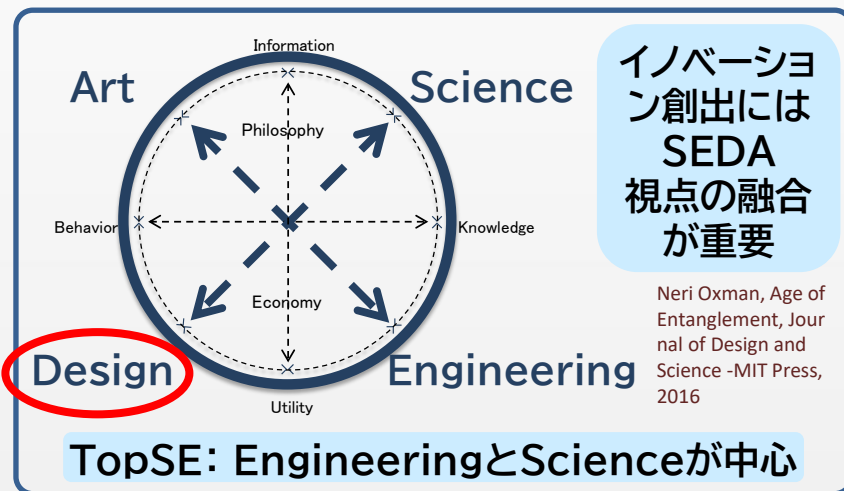 Information
Art
Science
Philosophy
Behavior
Knowledge
Economy
Design
Engineering
Utility
イノベーショ
ン創出には
SEDA
視点の融合
が重要
Neri Oxman, Age of
Entanglement, Jour
nal of Design and
Science -MIT Press,
2016
TopSE: EngineeringとScienceが中心